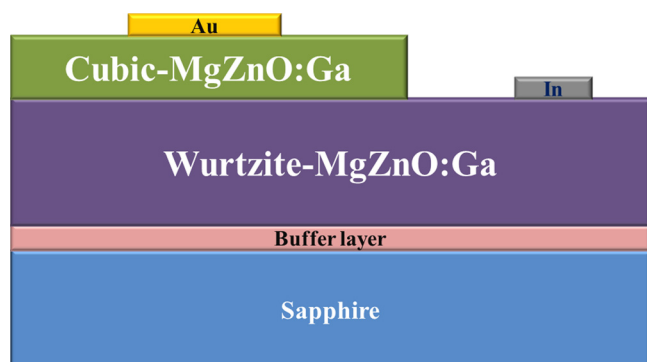 Au
Cubic-MgZnO:Ga
In
Wurtzite-MgZnO:Ga
Buffer layer
Sapphire